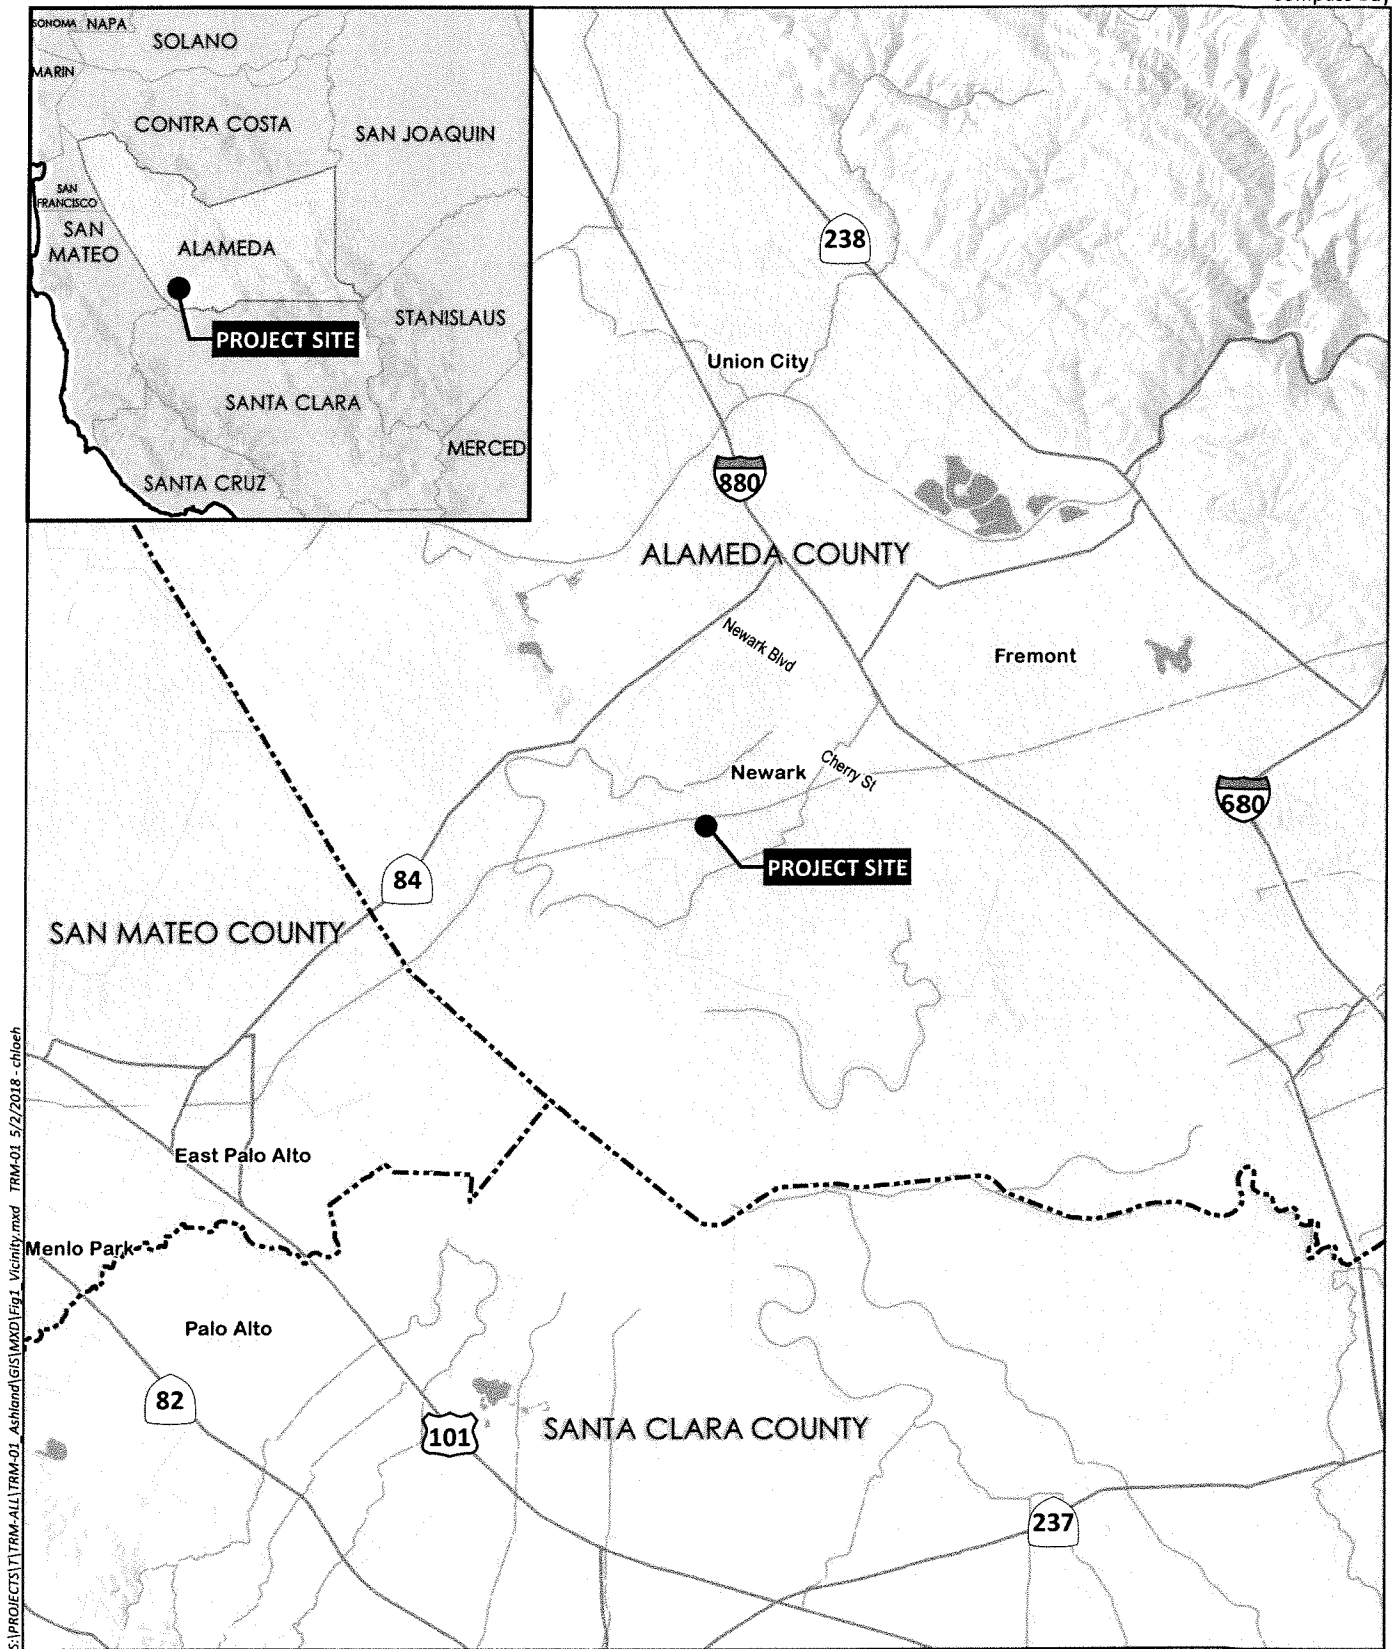 Compass Bay
SONOMA
NAPA
SOLANO
MARIN
CONTRA COSTA
SAN JOAQUIN
SAN
FRANCISCO
SAN
MATEO
ALAMEDA
STANISLAUS
PROJECT SITE
SANTA CLARA
MERCED
SANTA CRUZ
238
Union City
880
ALAMEDA COUNTY
Newark Blvd
Fremont
Newark
Cherry St
680
PROJECT SITE
84
SAN MATEO COUNTY
East Palo Alto
Menlo Park
Palo Alto
82
101
SANTA CLARA COUNTY
237
S:\PROJECTS\T\TRM-ALL\TRM-01_Ashland\GIS\MXD\Fig1_Vicinity.mxd TRM-01 5/2/2018 - chloeh